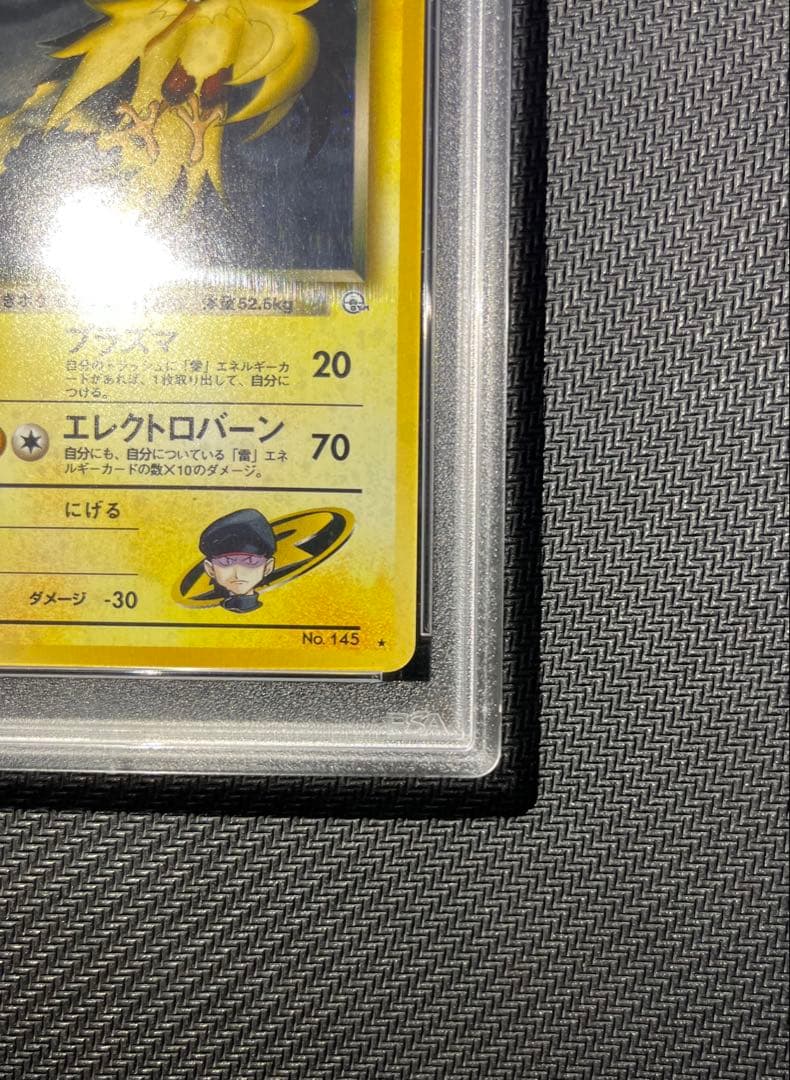 体重52.5kg
プラズマ
自分のトラッシュに「雷」エネルギーカ
ードがあれば、1枚取り出して、自分に
つける。
20
エレクトロバーン
自分にも、自分についている「雷」エネ
ルギーカードの数×10のダメージ。
70
にげる
ダメージ -30
No. 145 ★
PSA